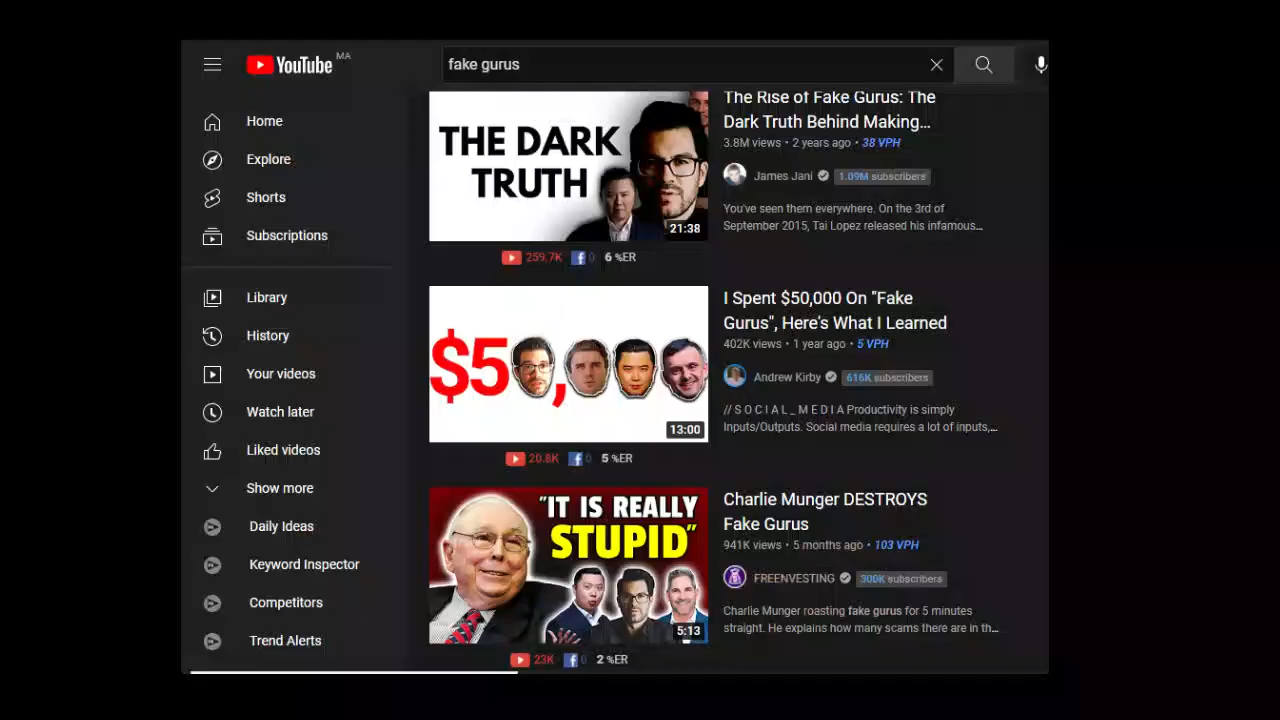 YouTube MA
fake gurus
Home
Explore
Shorts
Subscriptions
Library
History
Your videos
Watch later
Liked videos
Show more
Daily Ideas
Keyword Inspector
Competitors
Trend Alerts
THE DARK
TRUTH
21:38
259.7K 0 6 %ER
The Rise of Fake Gurus: The
Dark Truth Behind Making...
3.8M views • 2 years ago • 38 VPH
James Jani 1.09M subscribers
You've seen them everywhere. On the 3rd of
September 2015, Tai Lopez released his infamous...
$50,000
13:00
20.8K 0 5 %ER
I Spent $50,000 On "Fake
Gurus", Here's What I Learned
402K views • 1 year ago • 5 VPH
Andrew Kirby 616K subscribers
// S O C I A L _ M E D I A Productivity is simply
Inputs/Outputs. Social media requires a lot of inputs,...
"IT IS REALLY
STUPID"
5:13
23K 0 2 %ER
Charlie Munger DESTROYS
Fake Gurus
941K views • 5 months ago • 103 VPH
FREENVESTING 300K subscribers
Charlie Munger roasting fake gurus for 5 minutes
straight. He explains how many scams there are in th...